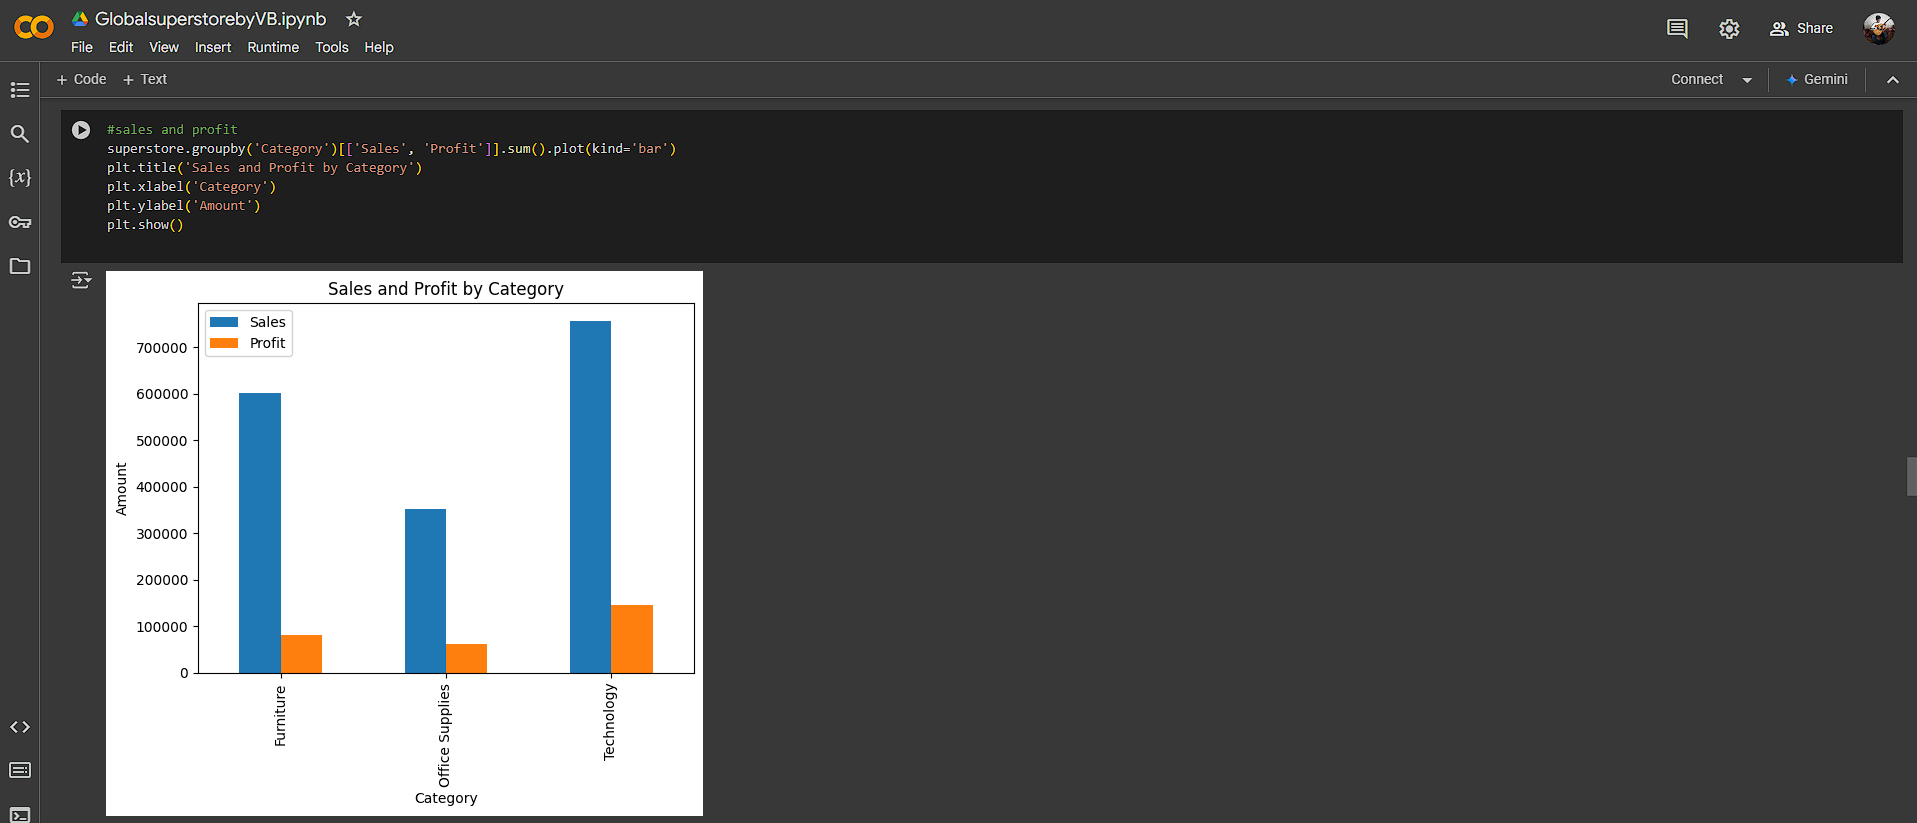 GlobalsuperstorebyVB.ipynb
File Edit View Insert Runtime Tools Help
Share
+ Code + Text
Connect
Gemini
{x}
#sales and profit
superstore.groupby('Category')[['Sales', 'Profit']].sum().plot(kind='bar')
plt.title('Sales and Profit by Category')
plt.xlabel('Category')
plt.ylabel('Amount')
plt.show()
Sales and Profit by Category
Sales
Profit
700000
600000
500000
400000
300000
200000
100000
0
Amount
Furniture
Office Supplies
Technology
Category